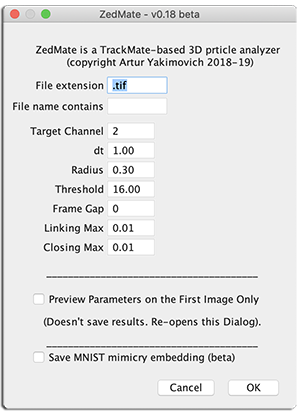 ZedMate - v0.18 beta
ZedMate is a TrackMate-based 3D prticle analyzer
(copyright Artur Yakimovich 2018-19)
File extension .tif
File name contains
Target Channel 2
dt 1.00
Radius 0.30
Threshold 16.00
Frame Gap 0
Linking Max 0.01
Closing Max 0.01
Preview Parameters on the First Image Only
(Doesn't save results. Re-opens this Dialog).
Save MNIST mimicry embedding (beta)
Cancel OK